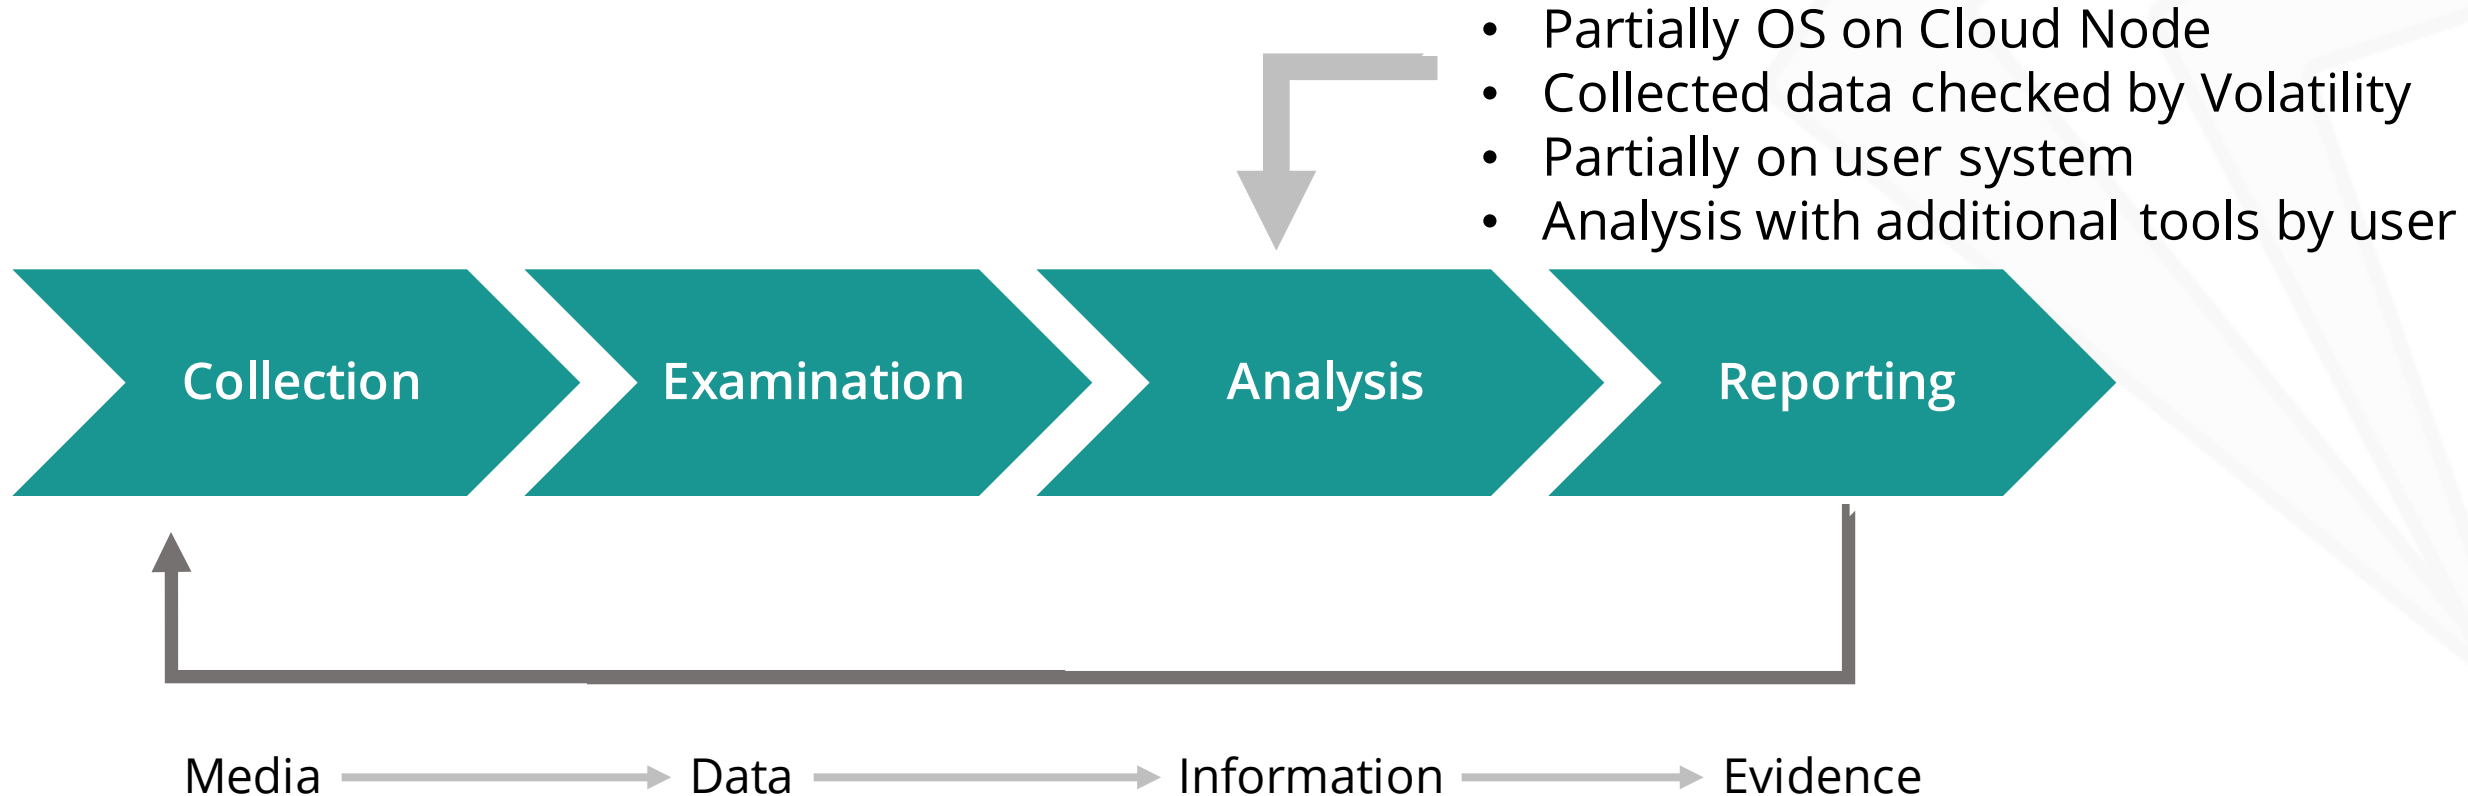 • Partially OS on Cloud Node
• Collected data checked by Volatility
• Partially on user system
• Analysis with additional tools by user
Collection
Examination
Analysis
Reporting
Media
Data
Information
Evidence